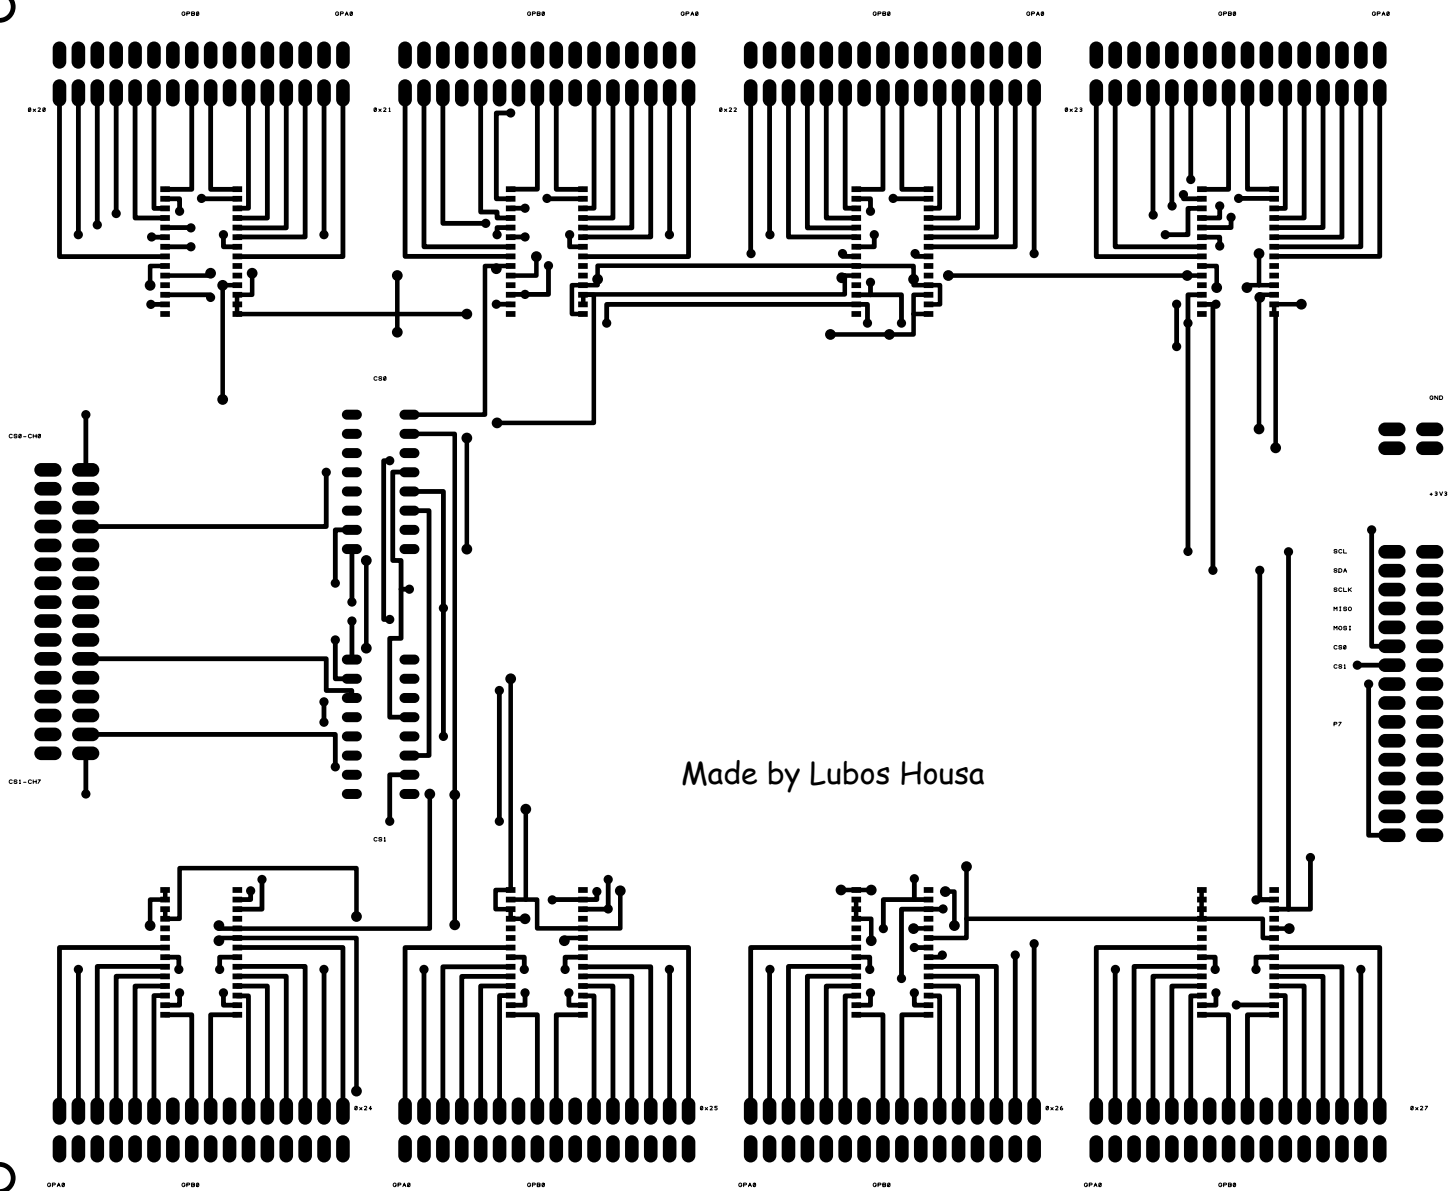 GPB0 GPA0 GPB0 GPA0 GPB0 GPA0 GPB0 GPA0
0x20 0x21 0x22 0x23
CS0
GND
CS0-CH0
+3V3
SCL
SDA
SCLK
MISO
MOSI
CS0
CS1
P7
Made by Lubos Housa
CS1-CH7
CS1
0x24 0x25 0x26 0x27
GPA0 GPB0 GPA0 GPB0 GPA0 GPB0 GPA0 GPB0